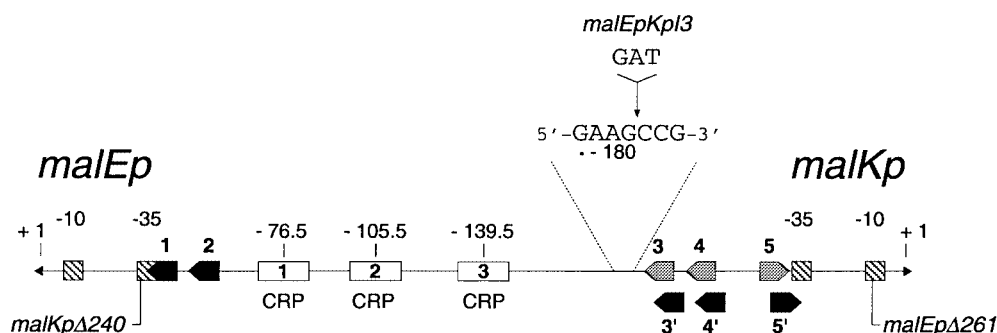 malEpKpI3
GAT
5'-GAAGCCG-3'
·- 180
malEp
malKp
+ 1
-10
-35
1
2
- 76.5
- 105.5
- 139.5
3
4
5
-35
-10
+ 1
1
2
3
CRP
CRP
CRP
3'
4'
5'
malKpΔ240
malEpΔ261